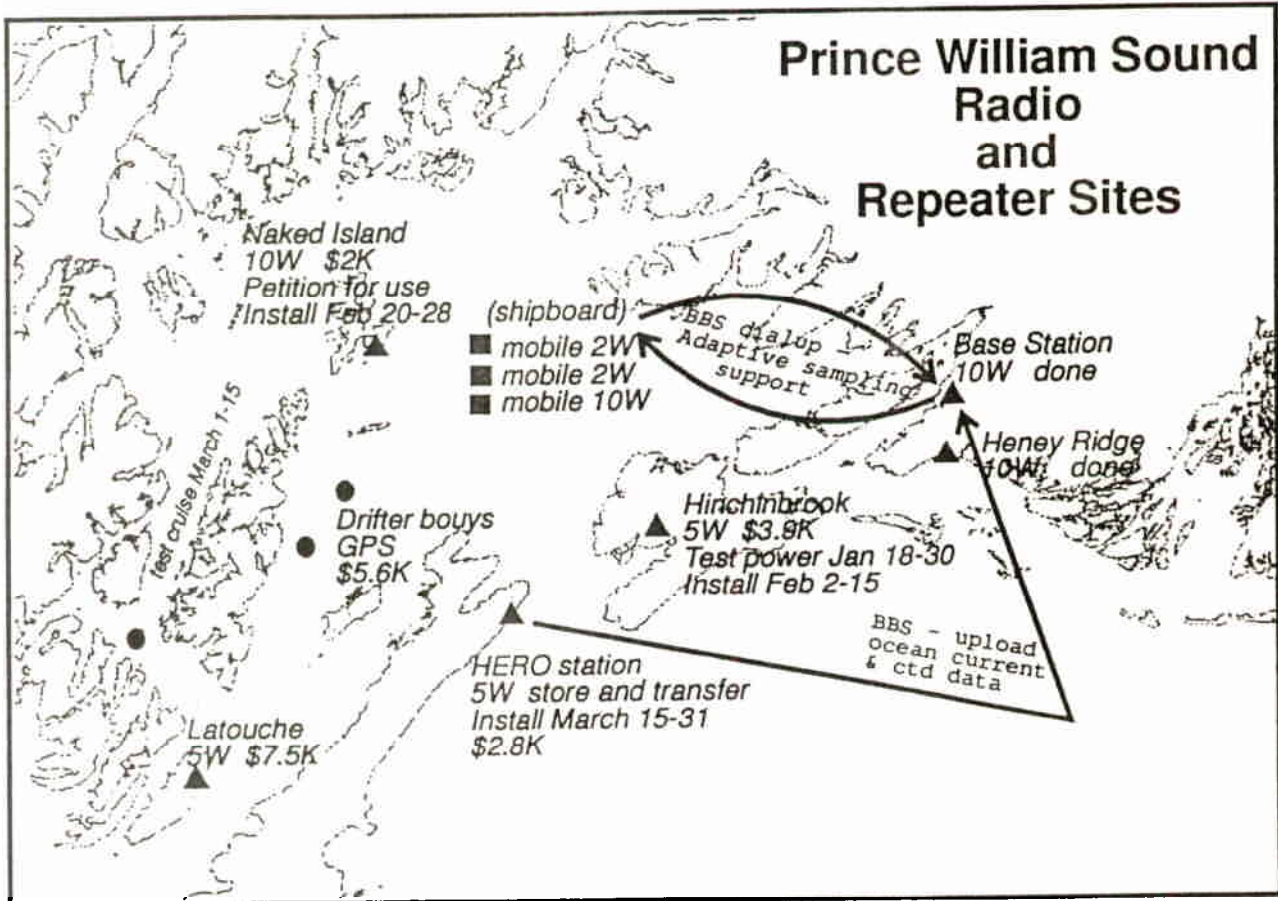 Prince William Sound
Radio
and
Repeater Sites
Naked Island
10W $2K
Petition for use
Install Feb 20-28
(shipboard)
mobile 2W
mobile 2W
mobile 10W
BBS dialup
Adaptive sampling
support
Base Station
10W done
Heney Ridge
10W done
test cruise March 1-15
Drifter bouys
GPS
$5.6K
Hinchinbrook
5W $3.9K
Test power Jan 18-30
Install Feb 2-15
BBS - upload
ocean current
& ctd data
HERO station
5W store and transfer
Install March 15-31
$2.8K
Latouche
5W $7.5K